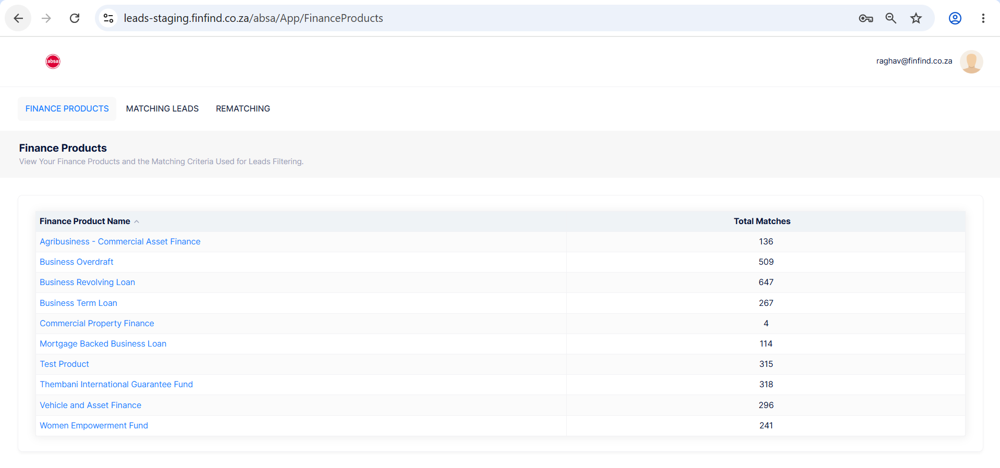 leads-staging.finfind.co.za/absa/App/FinanceProducts
absa
raghav@finfind.co.za
FINANCE PRODUCTS MATCHING LEADS REMATCHING
Finance Products
View Your Finance Products and the Matching Criteria Used for Leads Filtering.
Finance Product Name Total Matches
Agribusiness - Commercial Asset Finance 136
Business Overdraft 509
Business Revolving Loan 647
Business Term Loan 267
Commercial Property Finance 4
Mortgage Backed Business Loan 114
Test Product 315
Thembani International Guarantee Fund 318
Vehicle and Asset Finance 296
Women Empowerment Fund 241